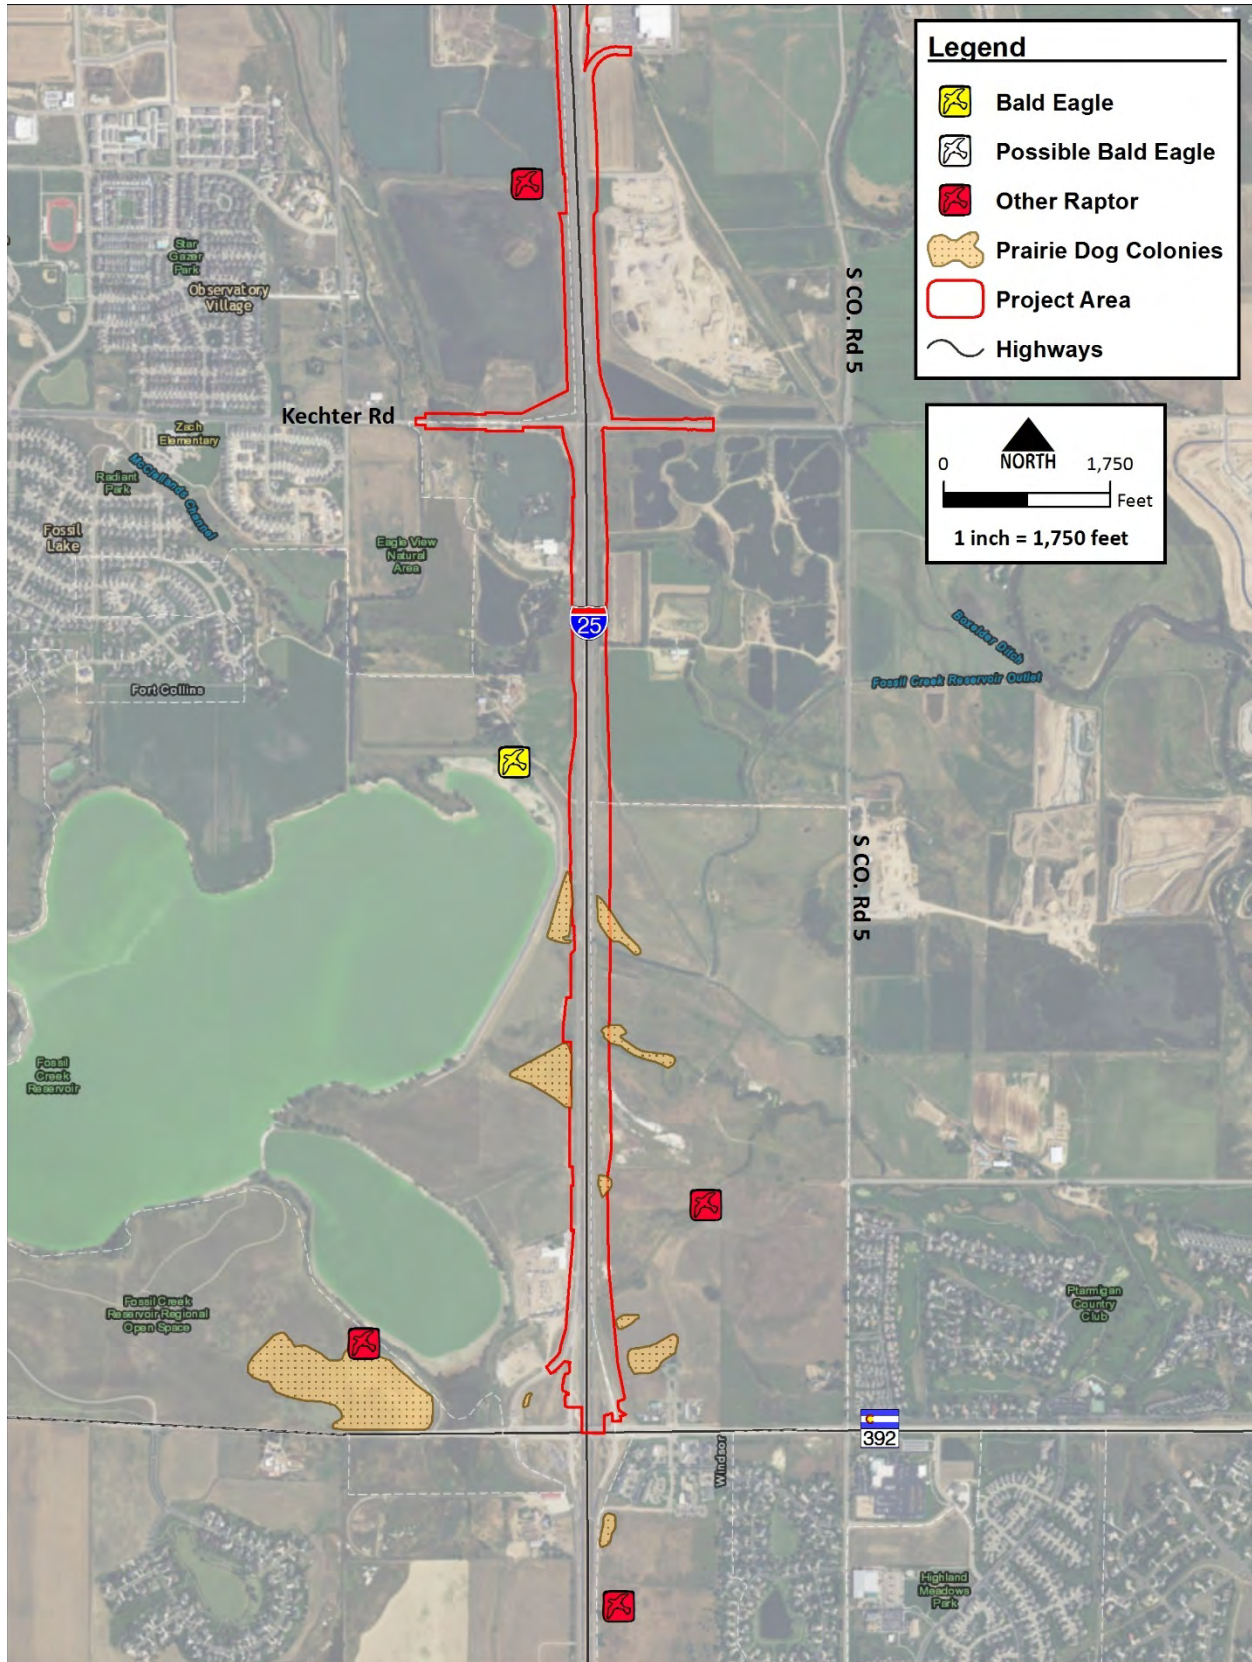 Legend
Bald Eagle
Possible Bald Eagle
Other Raptor
Prairie Dog Colonies
Project Area
Highways
0
NORTH
1,750
Feet
1 inch = 1,750 feet
Star
Gazer
Park
Observatory
Village
S CO. Rd 5
Kechter Rd
Zach
Elementary
Radiant
Park
McClellands Channel
Fossil
Lake
Eagle View
Natural
Area
25
Boxelder Ditch
Fossil Creek Reservoir Outlet
Fort Collins
S CO. Rd 5
Fossil
Creek
Reservoir
Fossil Creek
Reservoir Regional
Open Space
Ptarmigan
Country
Club
392
Windsor
Highland
Meadows
Park